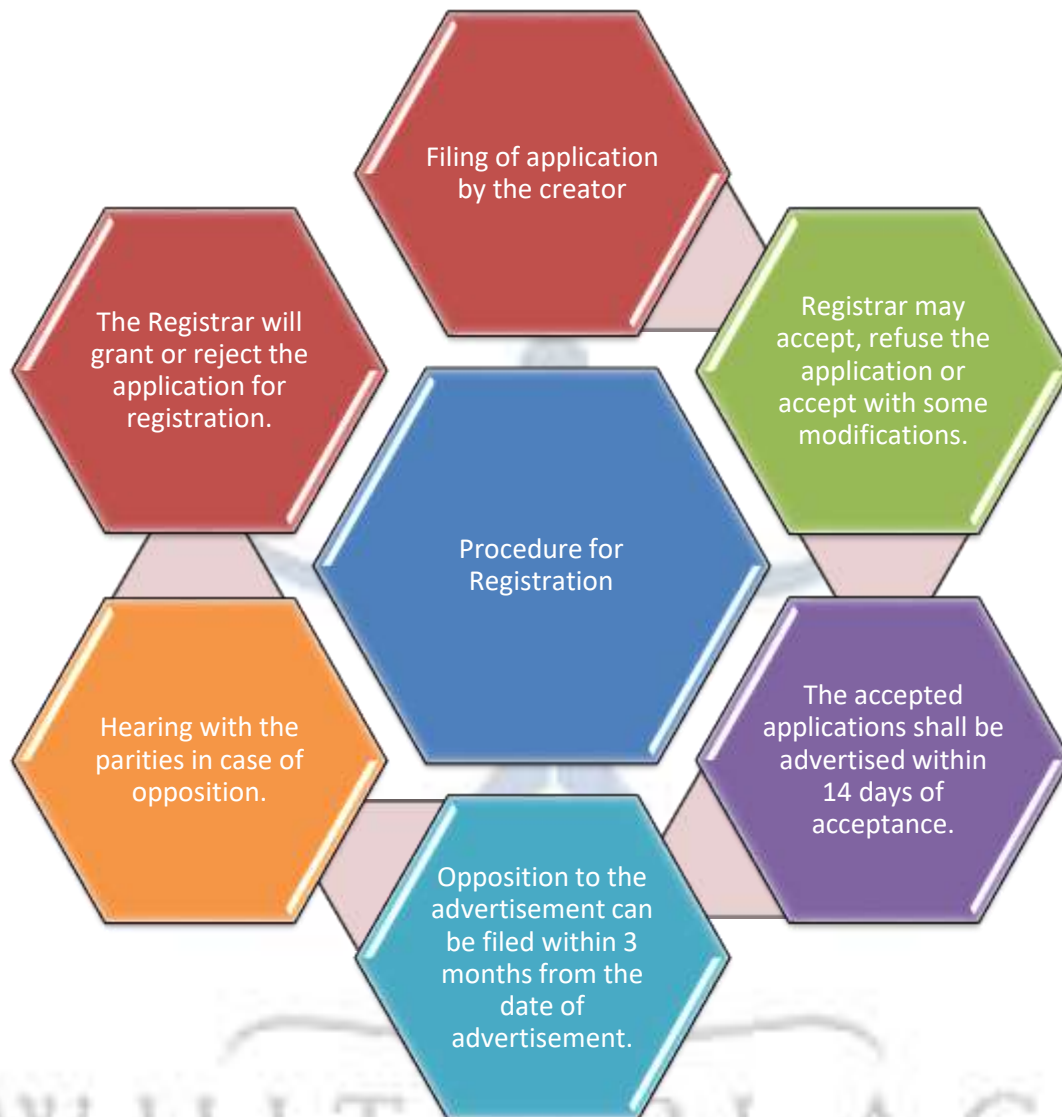 Filing of application
by the creator
Registrar may
accept, refuse the
application or
accept with some
modifications.
The accepted
applications shall be
advertised within
14 days of
acceptance.
Opposition to the
advertisement can
be filed within 3
months from the
date of
advertisement.
Hearing with the
parities in case of
opposition.
The Registrar will
grant or reject the
application for
registration.
Procedure for
Registration